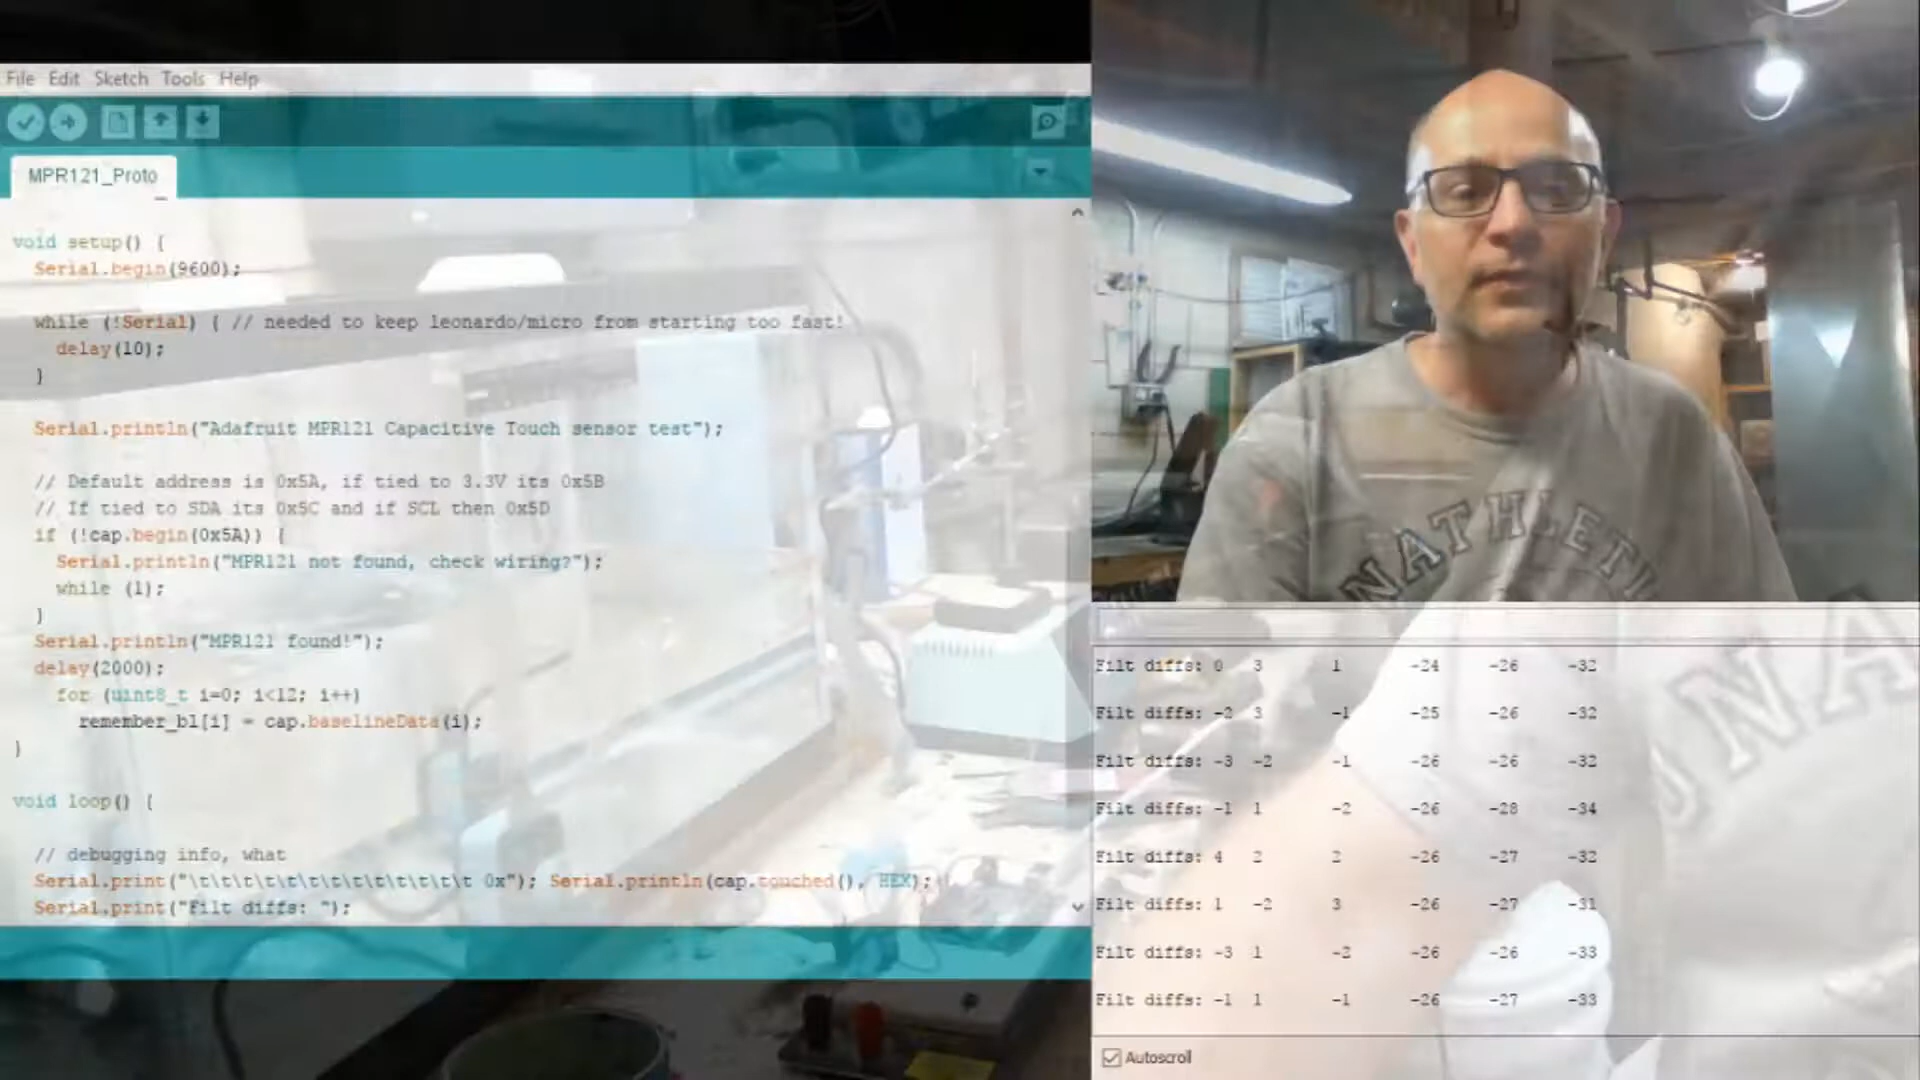 File Edit Sketch Tools Help
MPR121_Proto
void setup() {
Serial.begin(9600);
while (!Serial) { // needed to keep leonardo/micro from starting too fast!
delay(10);
}
Serial.println("Adafruit MPR121 Capacitive Touch sensor test");
// Default address is 0x5A, if tied to 3.3V its 0x5B
// If tied to SDA its 0x5C and if SCL then 0x5D
if (!cap.begin(0x5A)) {
Serial.println("MPR121 not found, check wiring?");
while (1);
}
Serial.println("MPR121 found!");
delay(2000);
for (uint8_t i=0; i<12; i++)
remember_bl[i] = cap.baselineData(i);
}
void loop() {
// debugging info, what
Serial.print("\t\t\t\t\t\t\t\t\t\t\t\t\t 0x"); Serial.println(cap.touched(), HEX);
Serial.print("Filt diffs: ");
Filt diffs: 0 3 1 -24 -26 -32
Filt diffs: -2 3 -1 -25 -26 -32
Filt diffs: -3 -2 -1 -26 -26 -32
Filt diffs: -1 1 -2 -26 -28 -34
Filt diffs: 4 2 2 -26 -27 -32
Filt diffs: 1 -2 3 -26 -27 -31
Filt diffs: -3 1 -2 -26 -26 -33
Filt diffs: -1 1 -1 -26 -27 -33
Autoscroll